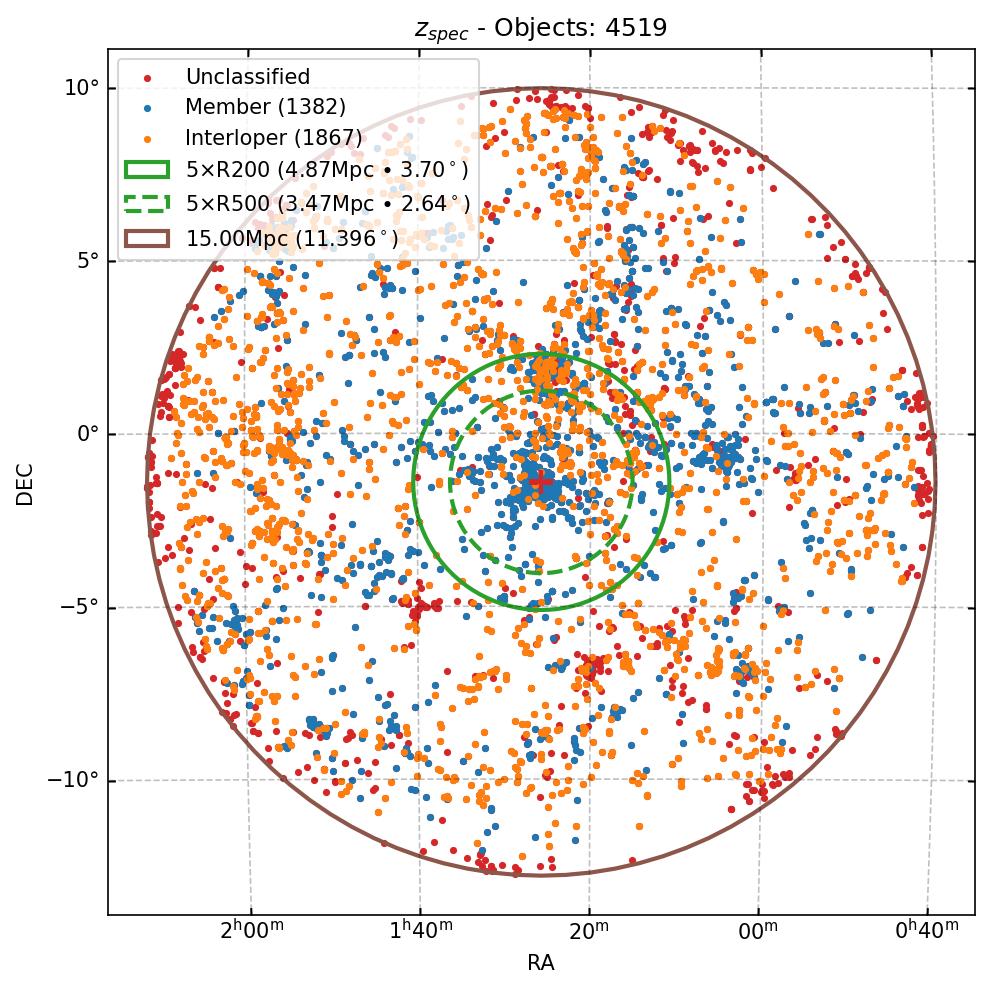 z_spec - Objects: 4519
Unclassified
Member (1382)
Interloper (1867)
5×R200 (4.87Mpc • 3.70°)
5×R500 (3.47Mpc • 2.64°)
15.00Mpc (11.396°)
10°
5°
0°
−5°
−10°
DEC
2ʰ00ᵐ 1ʰ40ᵐ 20ᵐ 00ᵐ 0ʰ40ᵐ
RA